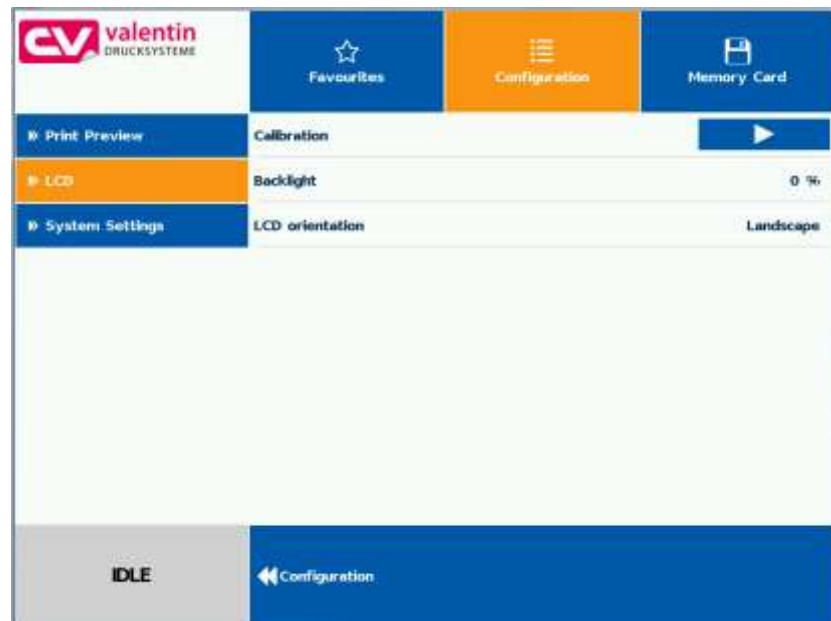 CV valentin
DRUCKSYSTEME
Favourites
Configuration
Memory Card
Print Preview
Calibration
LCD
Backlight
0 %
System Settings
LCD orientation
Landscape
IDLE
Configuration